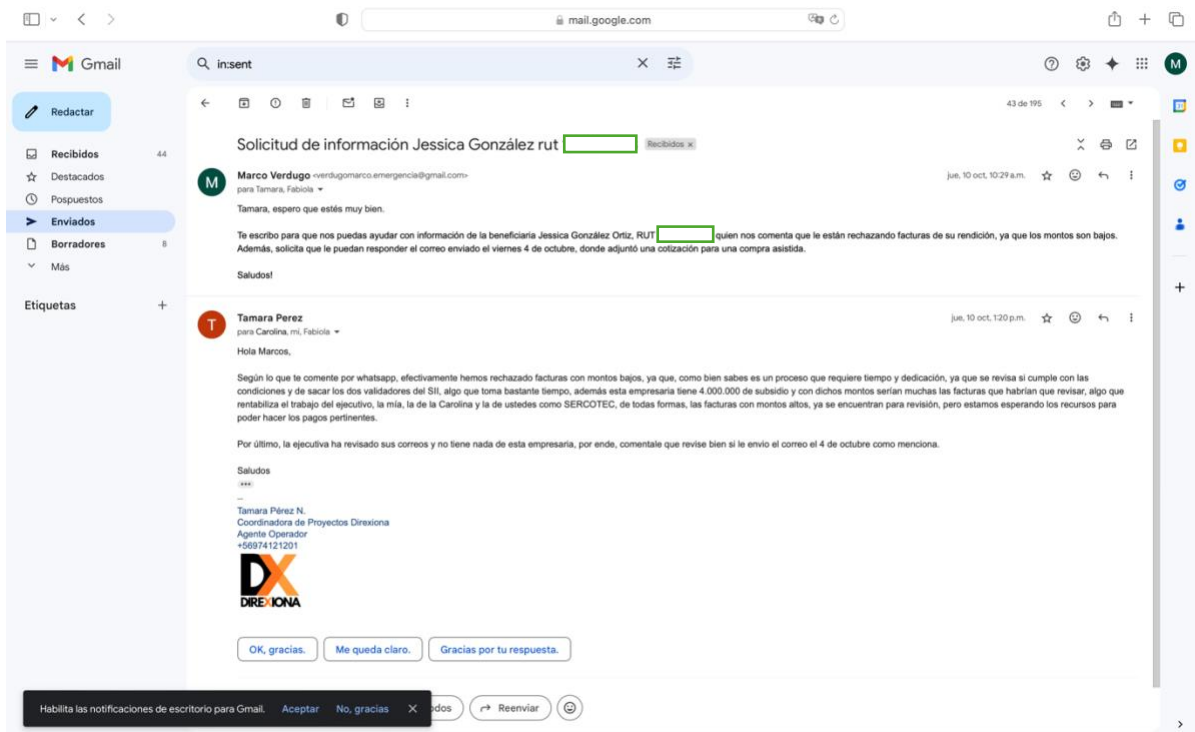 mail.google.com
Gmail
in:sent
M
Redactar
43 de 195
Recibidos 44
Destacados
Pospuestos
Enviados
Borradores 8
Más
Etiquetas
Solicitud de información Jessica González rut
Recibidos x
M
Marco Verdugo <verdugomarco.emergencia@gmail.com>
jue, 10 oct, 10:29 a.m.
para Tamara, Fabiola
Tamara, espero que estés muy bien.
Te escribo para que nos puedas ayudar con información de la beneficiaria Jessica González Ortiz, RUT quien nos comenta que le están rechazando facturas de su rendición, ya que los montos son bajos.
Además, solicita que le puedan responder el correo enviado el viernes 4 de octubre, donde adjuntó una cotización para una compra asistida.
Saludos!
T
Tamara Perez
jue, 10 oct, 1:20 p.m.
para Carolina, mi, Fabiola
Hola Marcos,
Según lo que te comente por whatsapp, efectivamente hemos rechazado facturas con montos bajos, ya que, como bien sabes es un proceso que requiere tiempo y dedicación, ya que se revisa si cumple con las
condiciones y de sacar los dos validadores del SII, algo que toma bastante tiempo, además esta empresaria tiene 4.000.000 de subsidio y con dichos montos serían muchas las facturas que habrían que revisar, algo que
rentabiliza el trabajo del ejecutivo, la mía, la de la Carolina y la de ustedes como SERCOTEC, de todas formas, las facturas con montos altos, ya se encuentran para revisión, pero estamos esperando los recursos para
poder hacer los pagos pertinentes.
Por último, la ejecutiva ha revisado sus correos y no tiene nada de esta empresaria, por ende, comentale que revise bien si le envio el correo el 4 de octubre como menciona.
Saludos
--
Tamara Pérez N.
Coordinadora de Proyectos Direxiona
Agente Operador
+56974121201
DX
DIREXIONA
OK, gracias.
Me queda claro.
Gracias por tu respuesta.
Habilita las notificaciones de escritorio para Gmail. Aceptar No, gracias
odos
Reenviar